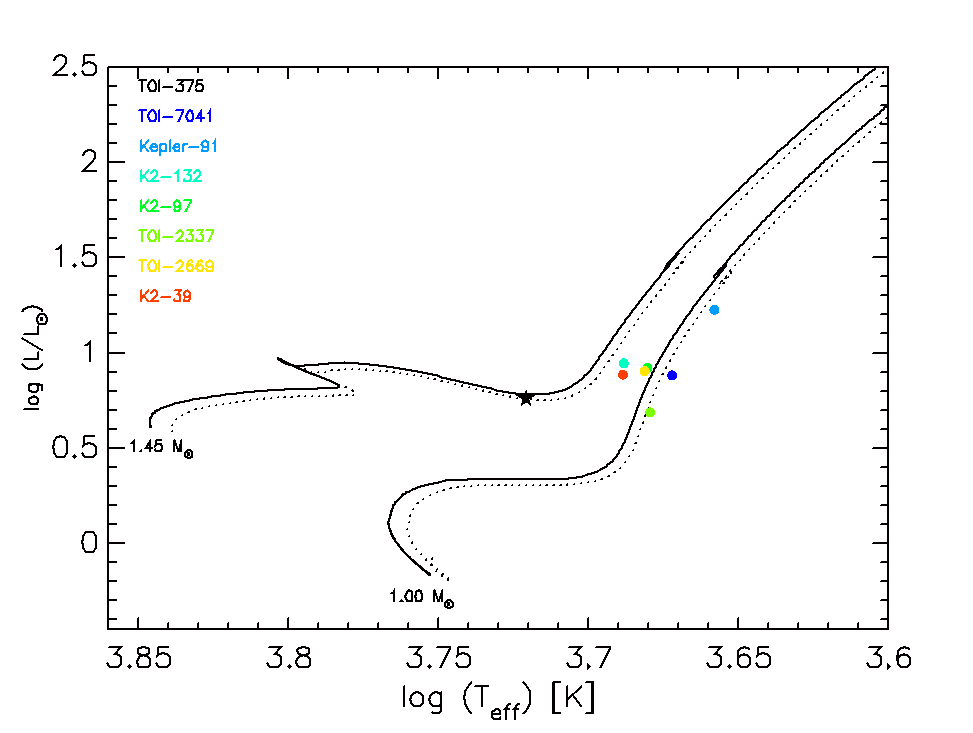 2.5
TOI-375
TOI-7041
Kepler-91
2
K2-132
K2-97
TOI-2337
1.5
TOI-2669
K2-39
log (L/L⊙)
1
0.5
1.45 M⊙
0
1.00 M⊙
3.85 3.8 3.75 3.7 3.65 3.6
log (Teff) [K]